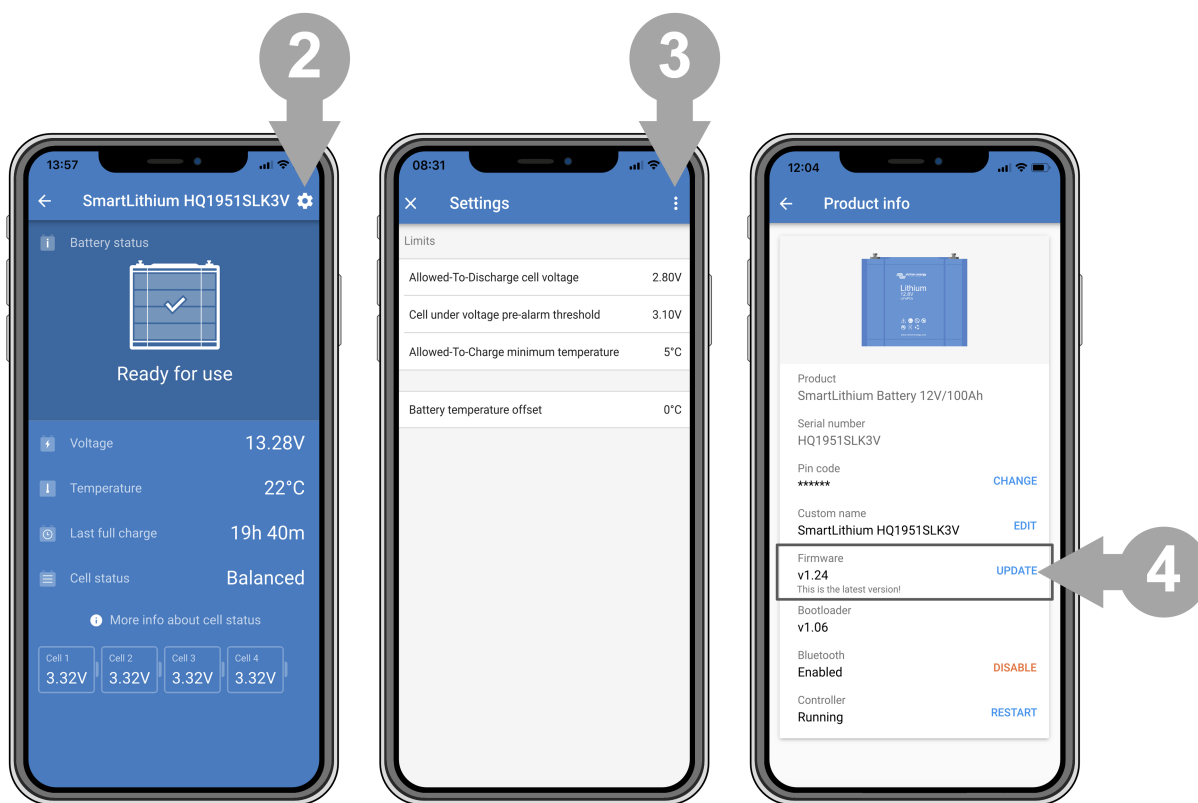 2
3
4
13:57
SmartLithium HQ1951SLK3V
Battery status
Ready for use
Voltage 13.28V
Temperature 22°C
Last full charge 19h 40m
Cell status Balanced
More info about cell status
Cell 1 Cell 2 Cell 3 Cell 4
3.32V 3.32V 3.32V 3.32V
08:31
Settings
Limits
Allowed-To-Discharge cell voltage 2.80V
Cell under voltage pre-alarm threshold 3.10V
Allowed-To-Charge minimum temperature 5°C
Battery temperature offset 0°C
12:04
Product info
victron energy
Lithium
12,8V
Product
SmartLithium Battery 12V/100Ah
Serial number
HQ1951SLK3V
Pin code
****** CHANGE
Custom name
SmartLithium HQ1951SLK3V EDIT
Firmware
v1.24 UPDATE
This is the latest version!
Bootloader
v1.06
Bluetooth
Enabled DISABLE
Controller
Running RESTART